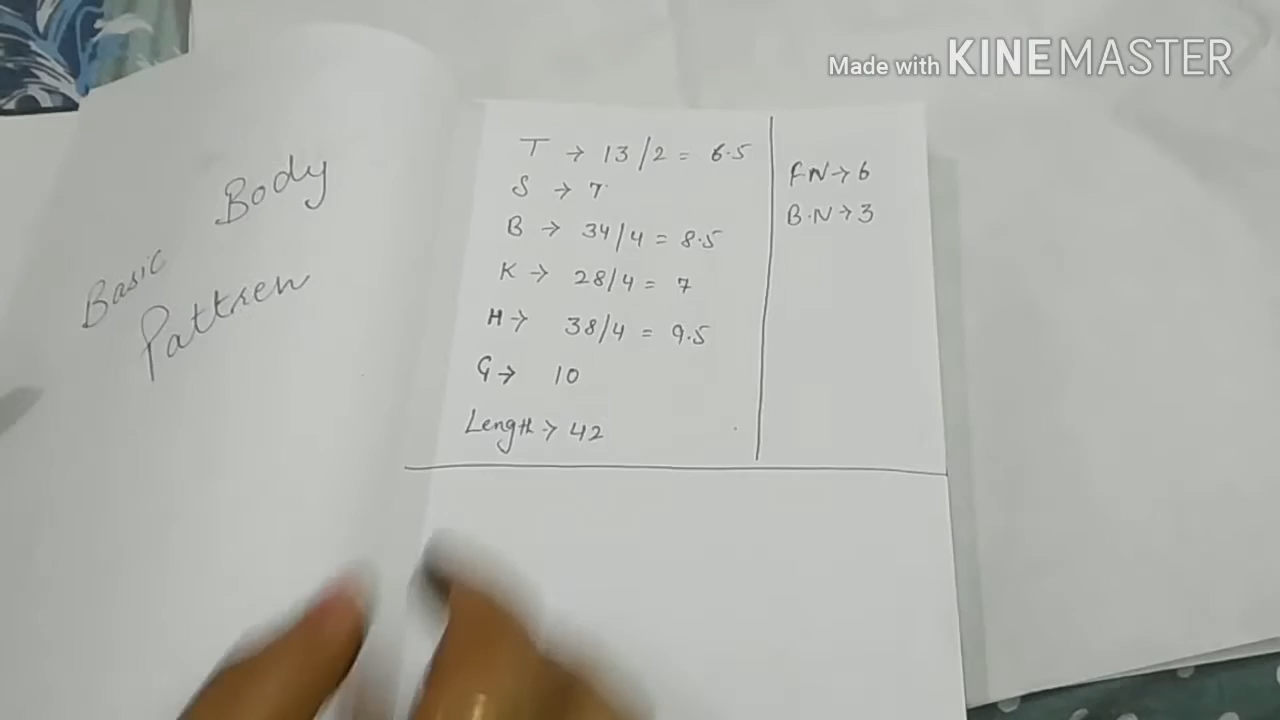 Made with KINEMASTER
Body
Basic
Pattren
T → 13/2 = 6.5
S → 7
B → 34/4 = 8.5
K → 28/4 = 7
H → 38/4 = 9.5
G → 10
Length → 42
F.N → 6
B.N → 3